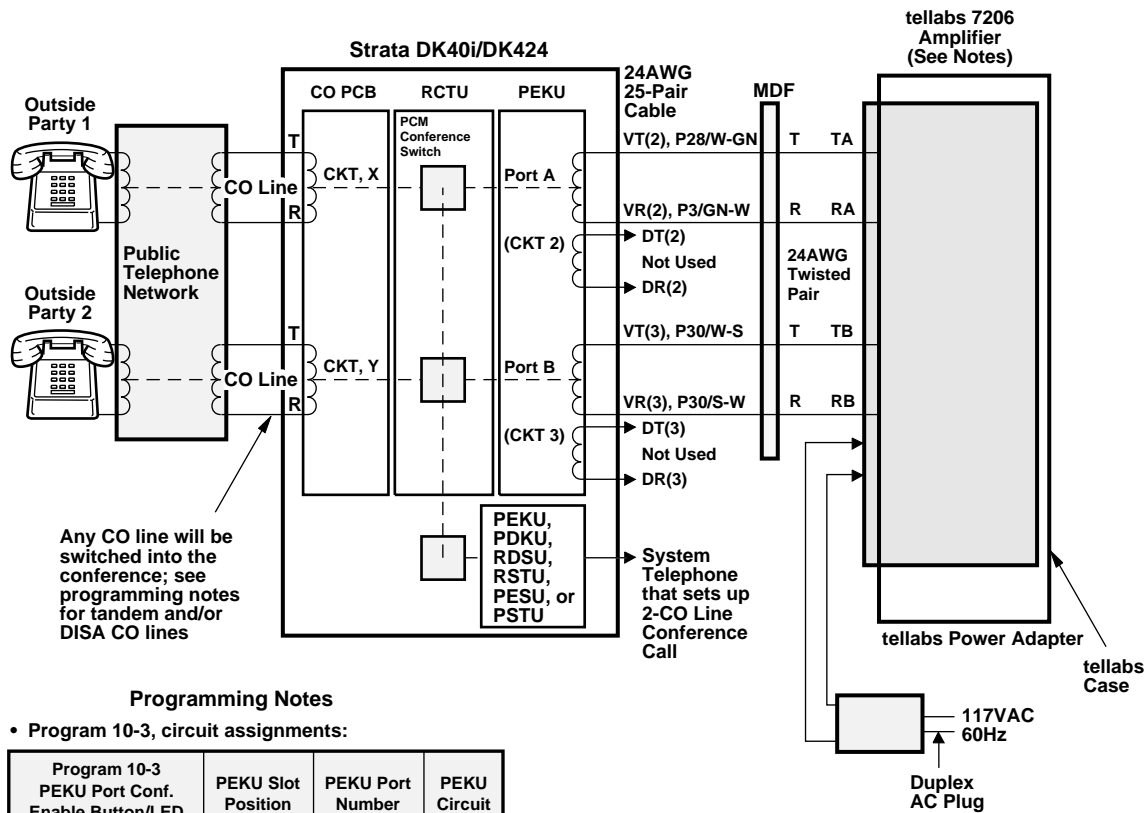 tellabs 7206
Amplifier
(See Notes)
Strata DK40i/DK424
24AWG
25-Pair
Cable
CO PCB
RCTU
PEKU
MDF
Outside
Party 1
PCM
Conference
Switch
T
VT(2), P28/W-GN
T
TA
CKT, X
Port A
CO Line
R
VR(2), P3/GN-W
R
RA
Public
Telephone
Network
(CKT 2)
DT(2)
Not Used
DR(2)
24AWG
Twisted
Pair
Outside
Party 2
T
VT(3), P30/W-S
T
TB
CKT, Y
Port B
CO Line
R
VR(3), P30/S-W
R
RB
(CKT 3)
DT(3)
Not Used
DR(3)
Any CO line will be
switched into the
conference; see
programming notes
for tandem and/or
DISA CO lines
PEKU,
PDKU,
RDSU,
RSTU,
PESU, or
PSTU
System
Telephone
that sets up
2-CO Line
Conference
Call
tellabs Power Adapter
tellabs
Case
117VAC
60Hz
Duplex
AC Plug
Programming Notes
• Program 10-3, circuit assignments:
Program 10-3
PEKU Port Conf.
Enable Button/LED
PEKU Slot
Position
PEKU Port
Number
PEKU
Circuit